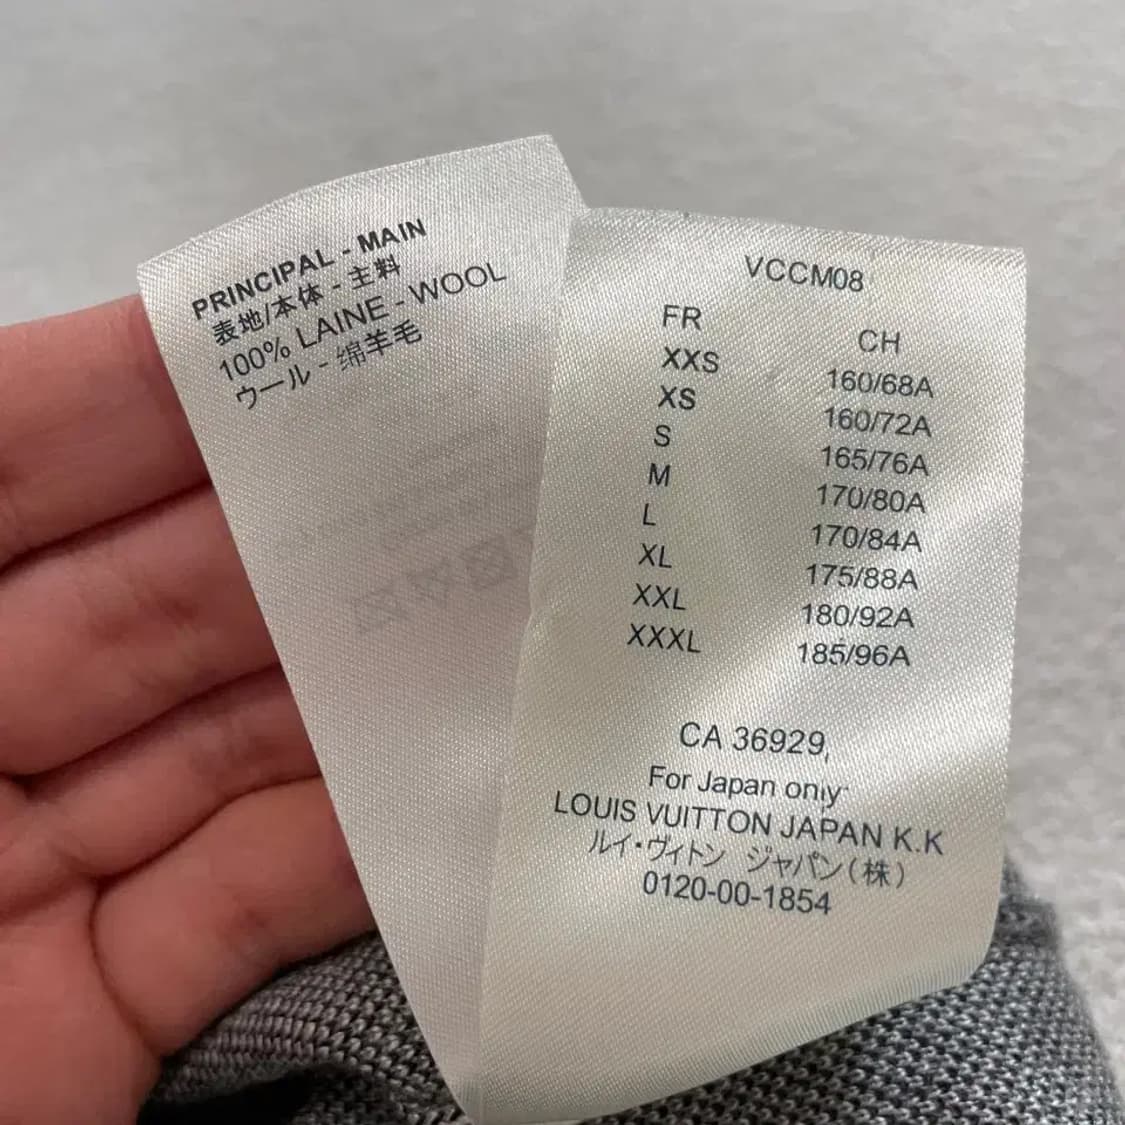 PRINCIPAL - MAIN
表地/本体 - 主料
100% LAINE - WOOL
ウール - 绵羊毛
VCCM08
FR CH
XXS 160/68A
XS 160/72A
S 165/76A
M 170/80A
L 170/84A
XL 175/88A
XXL 180/92A
XXXL 185/96A
CA 36929
For Japan only
LOUIS VUITTON JAPAN K.K
ルイ・ヴィトン ジャパン(株)
0120-00-1854